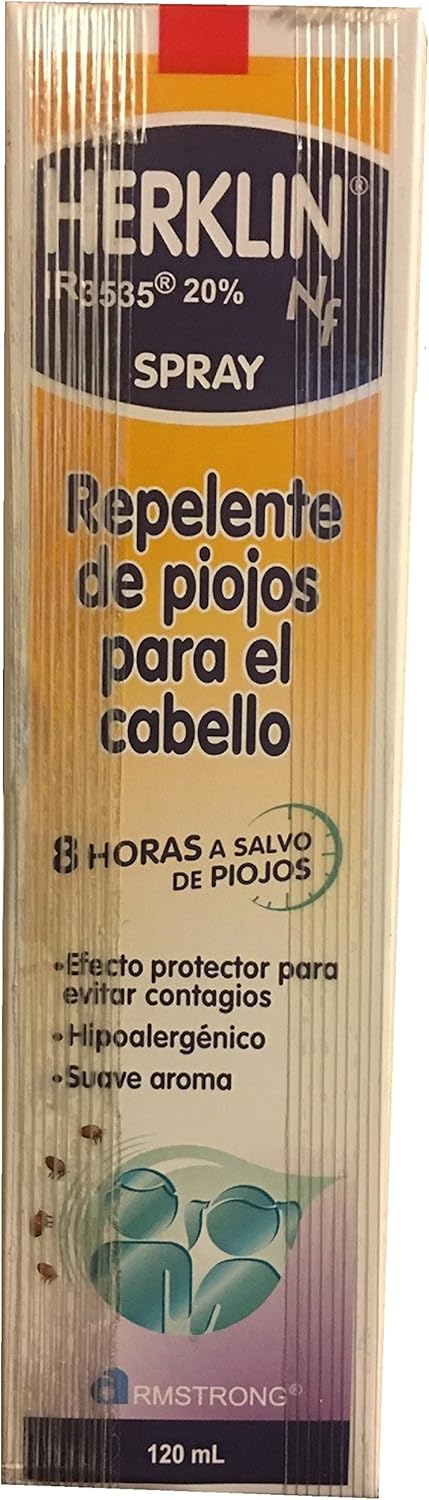 HERKLIN®
IR3535® 20% Nf
SPRAY
Repelente
de piojos
para el
cabello
8 HORAS A SALVO
DE PIOJOS
•Efecto protector para
evitar contagios
•Hipoalergénico
•Suave aroma
ARMSTRONG®
120 mL